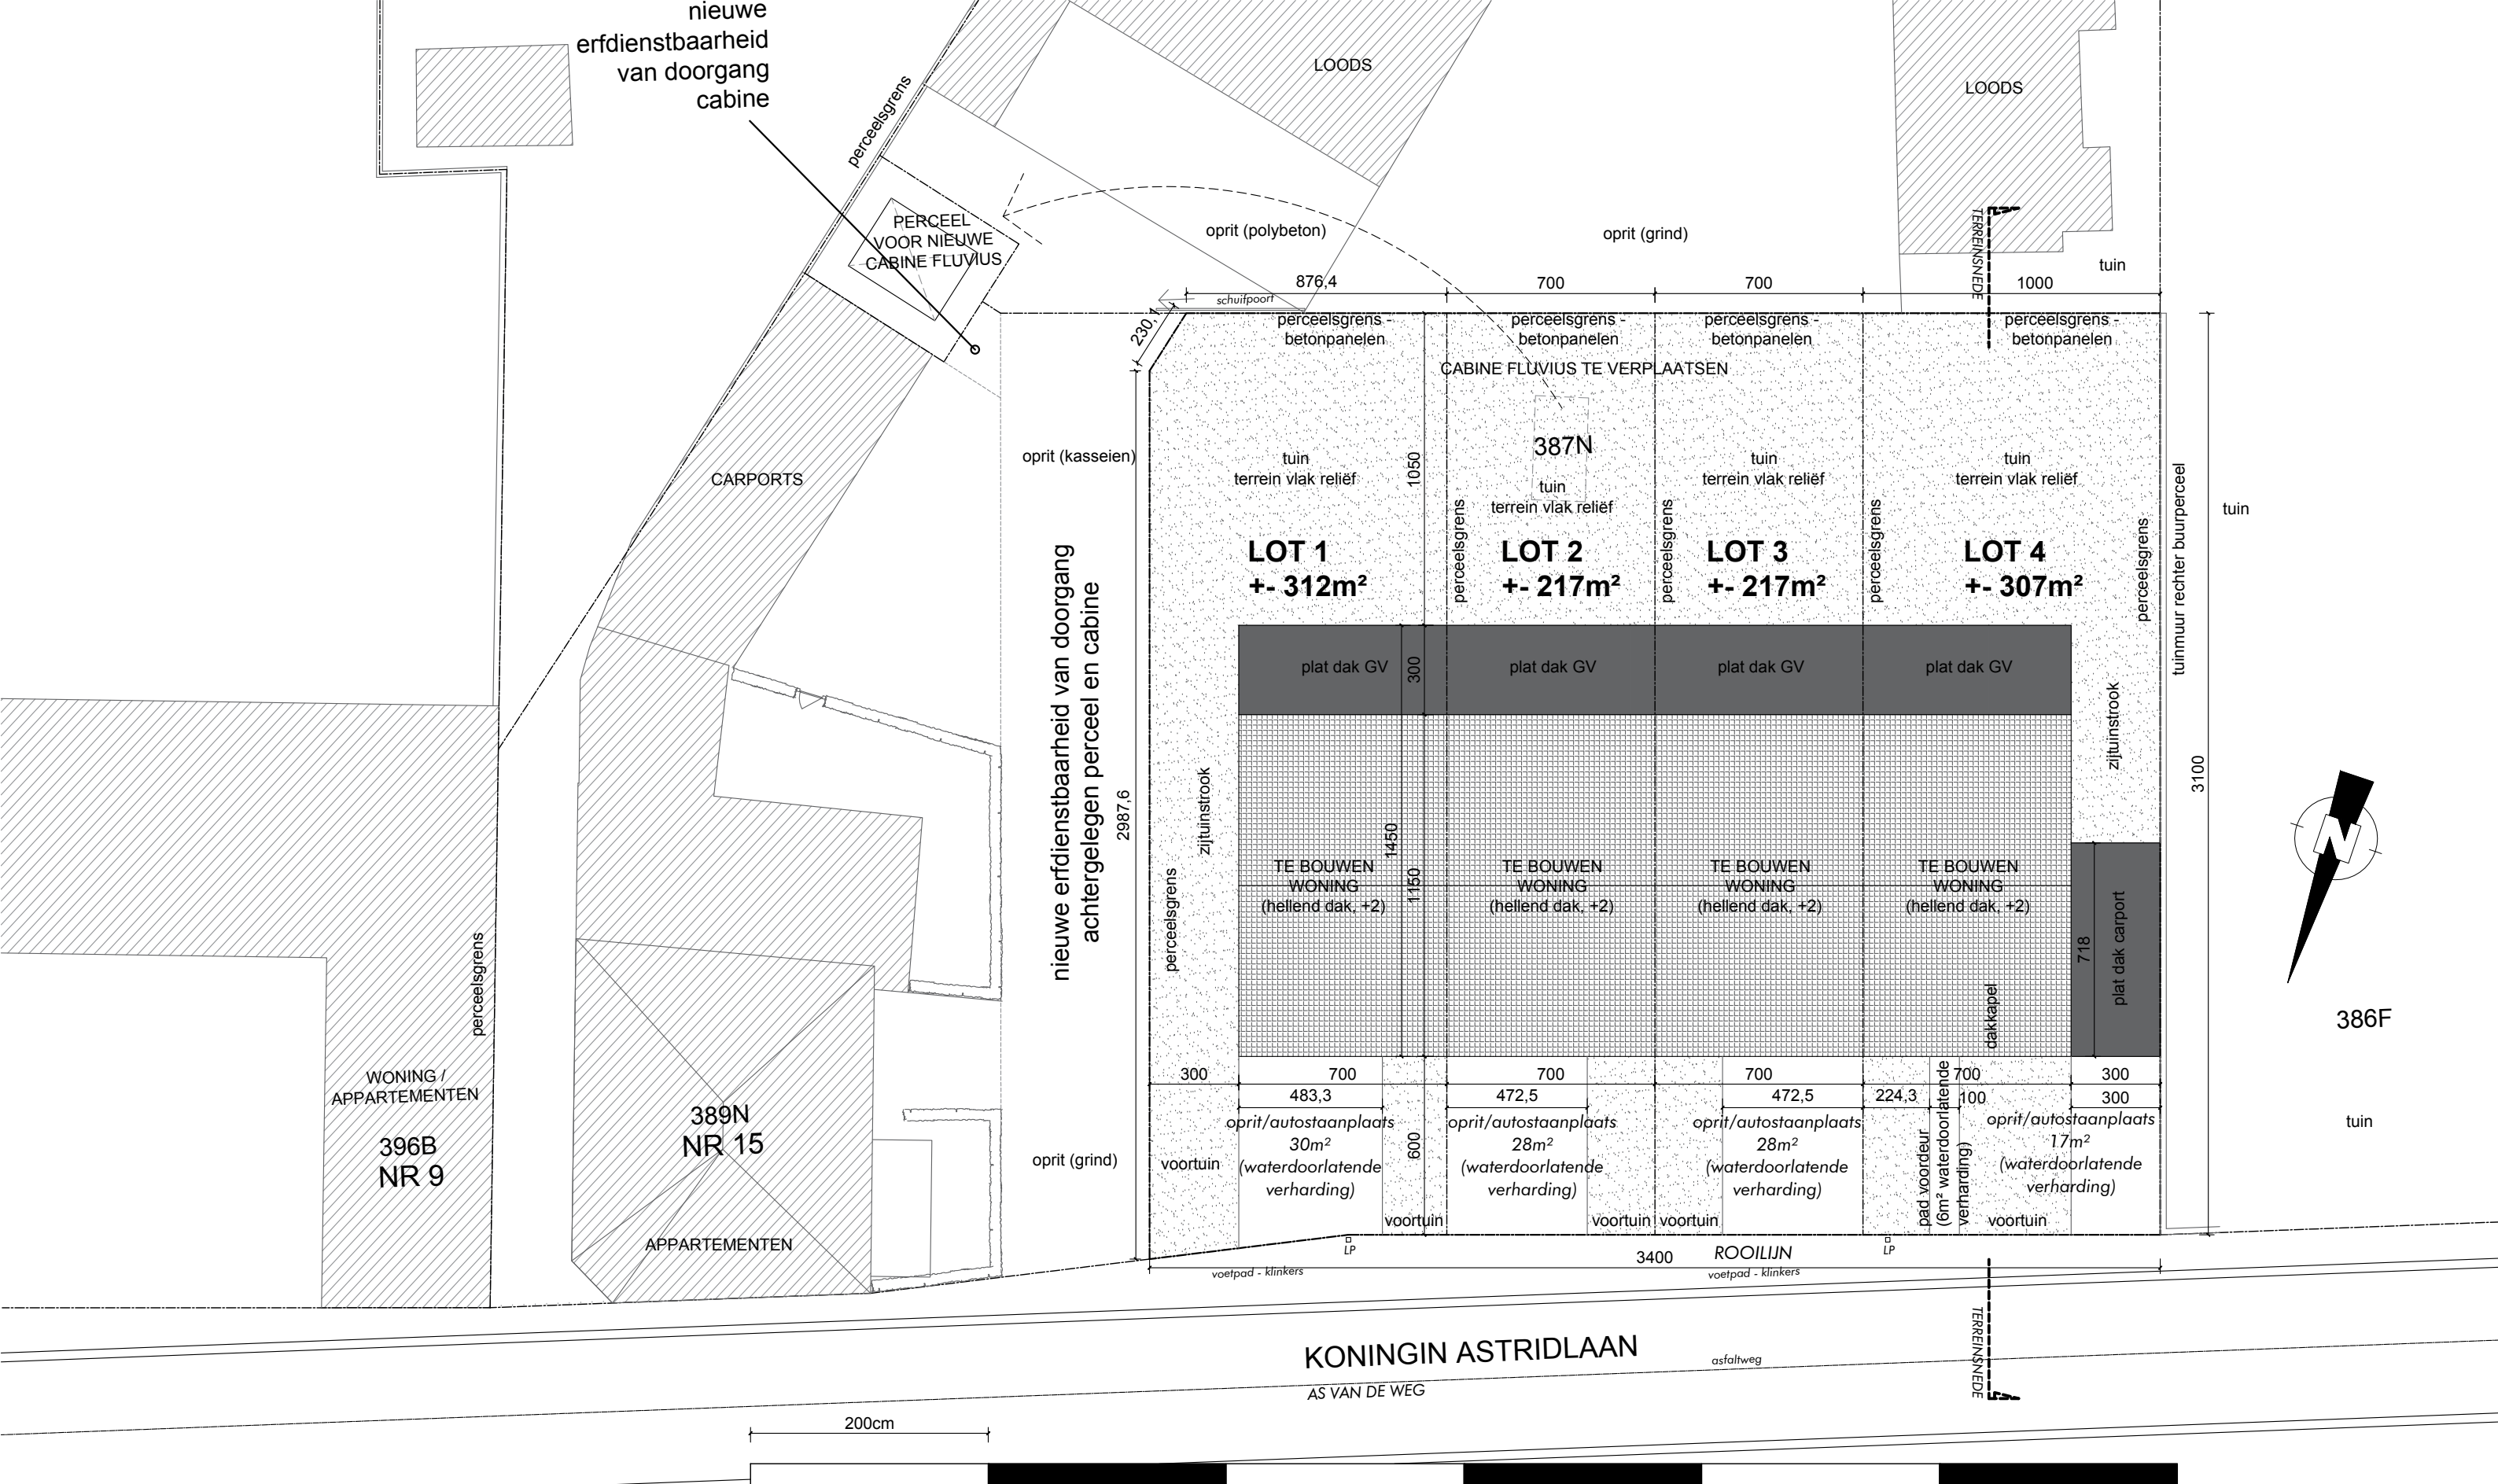 nieuwe
erfdienstbaarheid
van doorgang
cabine
perceelsgrens
LOODS
LOODS
PERCEEL
VOOR NIEUWE
CABINE FLUVIUS
oprit (polybeton)
oprit (grind)
TERREINSNEDE
tuin
876,4
700
700
1000
schuifpoort
230,1
perceelsgrens -
betonpanelen
perceelsgrens -
betonpanelen
perceelsgrens -
betonpanelen
perceelsgrens -
betonpanelen
CABINE FLUVIUS TE VERPLAATSEN
387N
oprit (kasseien)
CARPORTS
tuin
terrein vlak reliëf
1050
tuin
terrein vlak reliëf
tuin
terrein vlak reliëf
tuin
terrein vlak reliëf
perceelsgrens
perceelsgrens
perceelsgrens
perceelsgrens
tuinmuur rechter buurperceel
tuin
LOT 1
+- 312m²
LOT 2
+- 217m²
LOT 3
+- 217m²
LOT 4
+- 307m²
nieuwe erfdienstbaarheid van doorgang
achtergelegen perceel en cabine
2987,6
plat dak GV
300
plat dak GV
plat dak GV
plat dak GV
zijtuinstrook
zijtuinstrook
3100
perceelsgrens
perceelsgrens
1450
1150
TE BOUWEN
WONING
(hellend dak, +2)
TE BOUWEN
WONING
(hellend dak, +2)
TE BOUWEN
WONING
(hellend dak, +2)
TE BOUWEN
WONING
(hellend dak, +2)
dakkapel
718
plat dak carport
386F
WONING /
APPARTEMENTEN
396B
NR 9
389N
NR 15
APPARTEMENTEN
oprit (grind)
300
700
700
700
700
300
483,3
472,5
472,5
224,3
100
300
voortuin
oprit/autostaanplaats
30m²
(waterdoorlatende
verharding)
600
voortuin
oprit/autostaanplaats
28m²
(waterdoorlatende
verharding)
voortuin
voortuin
oprit/autostaanplaats
28m²
(waterdoorlatende
verharding)
pad voordeur
(6m² waterdoorlatende
verharding)
voortuin
oprit/autostaanplaats
17m²
(waterdoorlatende
verharding)
tuin
LP
LP
3400
ROOILIJN
voetpad - klinkers
voetpad - klinkers
TERREINSNEDE
KONINGIN ASTRIDLAAN
asfaltweg
AS VAN DE WEG
200cm